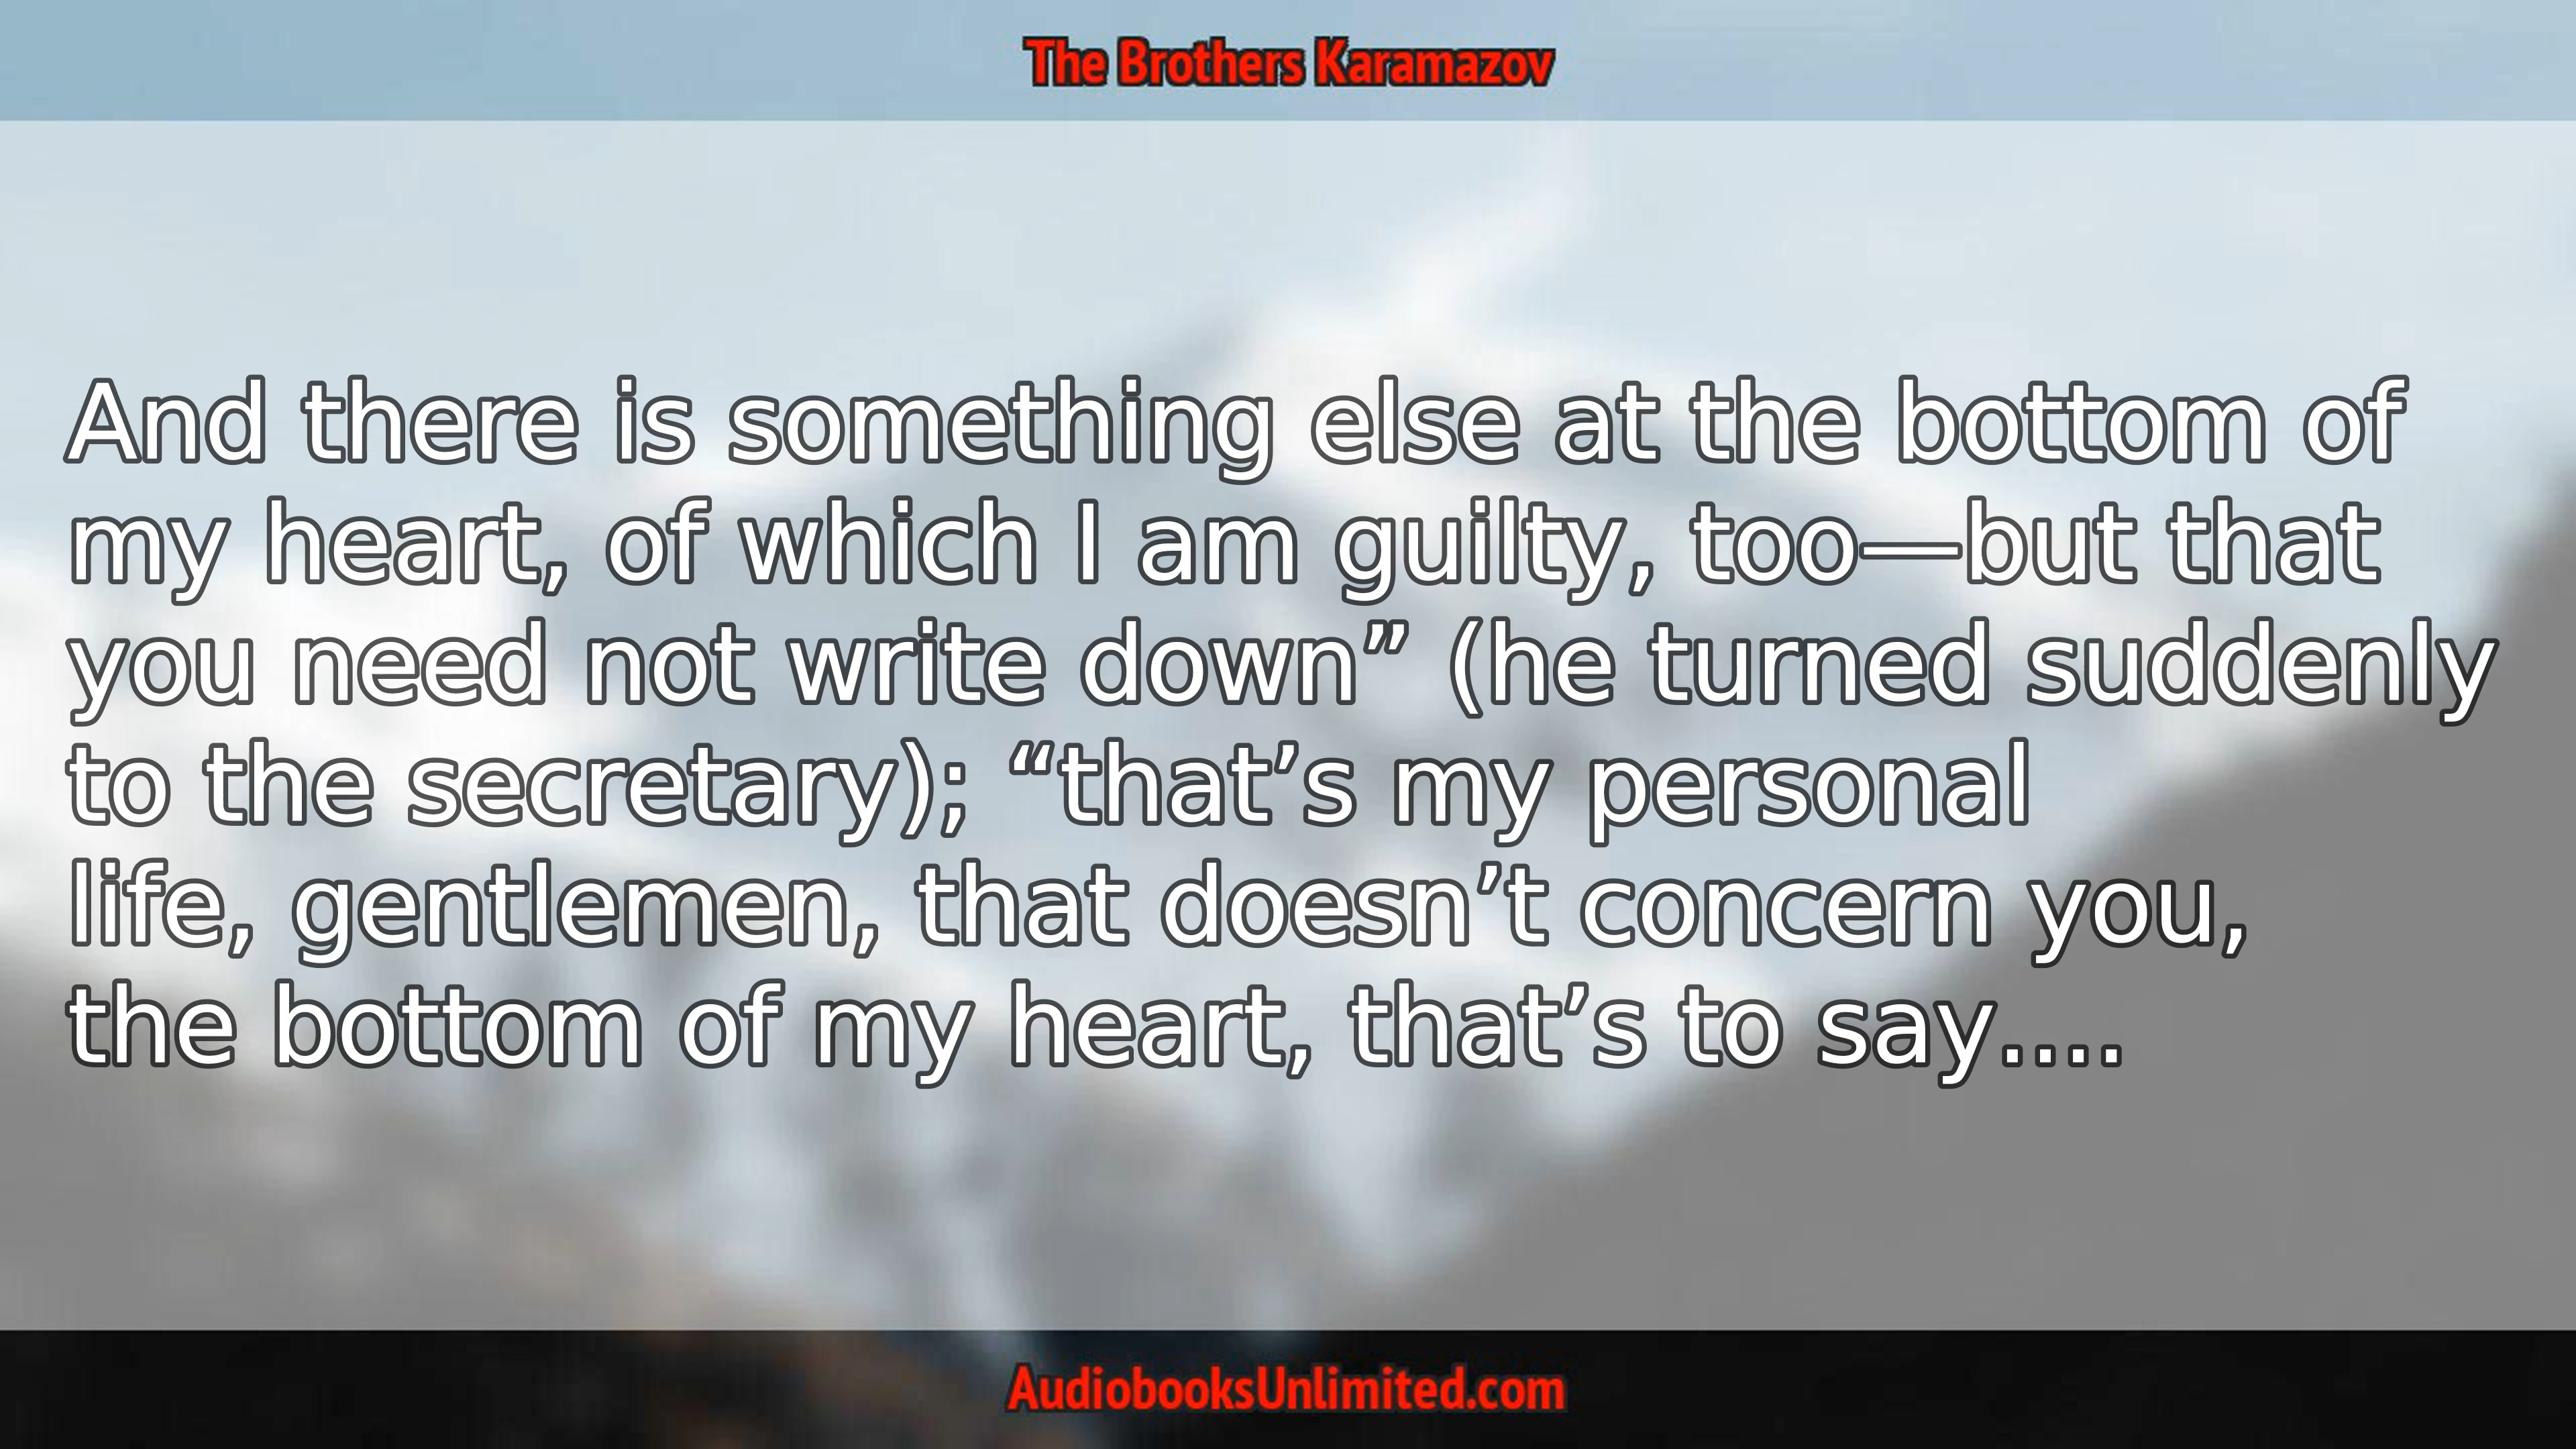 The Brothers Karamazov
And there is something else at the bottom of
my heart, of which I am guilty, too—but that
you need not write down” (he turned suddenly
to the secretary); “that’s my personal
life, gentlemen, that doesn’t concern you,
the bottom of my heart, that’s to say....
AudiobooksUnlimited.com